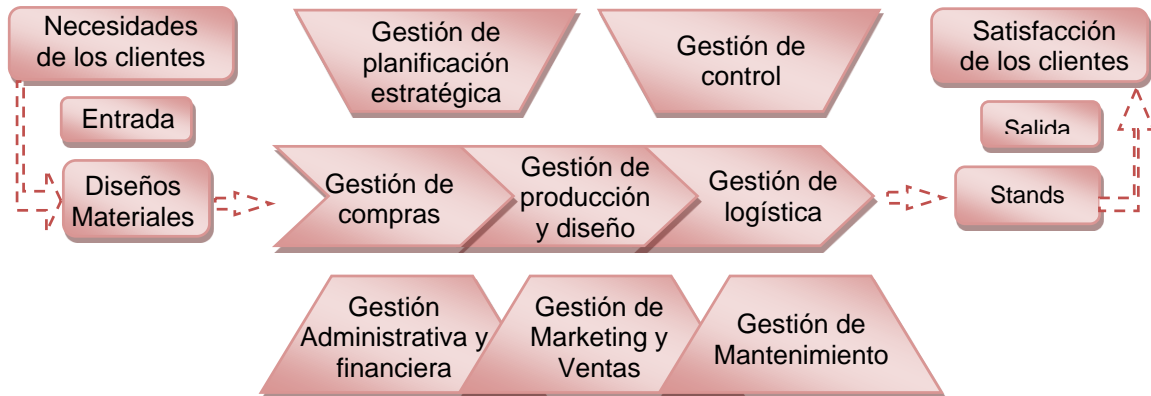 Necesidades
de los clientes
Entrada
Diseños
Materiales
Gestión de
planificación
estratégica
Gestión de
control
Gestión de
compras
Gestión de
producción
y diseño
Gestión de
logística
Gestión
Administrativa y
financiera
Gestión de
Marketing y
Ventas
Gestión de
Mantenimiento
Satisfacción
de los clientes
Salida
Stands